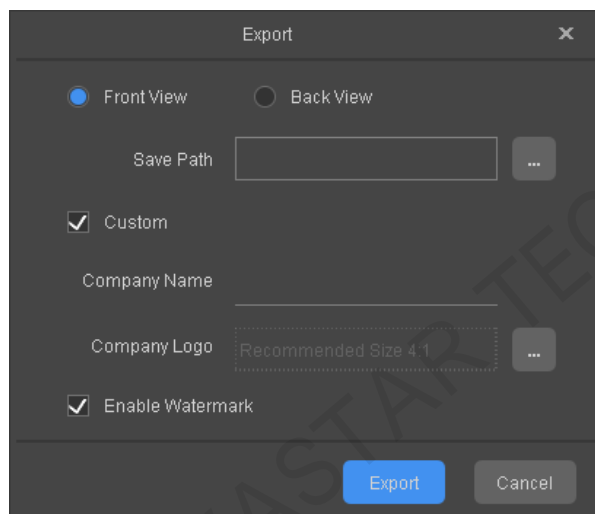 Export
Front View Back View
Save Path ...
Custom
Company Name
Company Logo Recommended Size 4:1 ...
Enable Watermark
Export Cancel